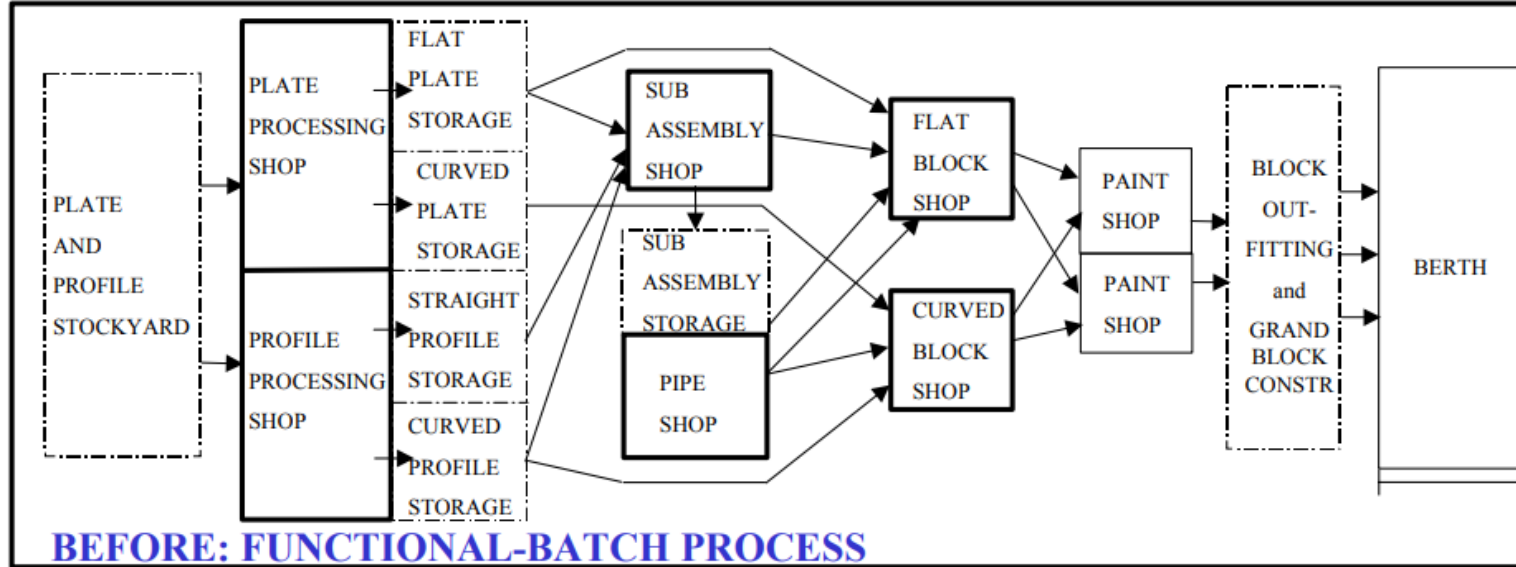 PLATE
AND
PROFILE
STOCKYARD
PLATE
PROCESSING
SHOP
PROFILE
PROCESSING
SHOP
FLAT
PLATE
STORAGE
CURVED
PLATE
STORAGE
STRAIGHT
PROFILE
STORAGE
CURVED
PROFILE
STORAGE
SUB
ASSEMBLY
SHOP
SUB
ASSEMBLY
STORAGE
PIPE
SHOP
FLAT
BLOCK
SHOP
CURVED
BLOCK
SHOP
PAINT
SHOP
PAINT
SHOP
BLOCK
OUT-
FITTING
and
GRAND
BLOCK
CONSTR
BERTH
BEFORE: FUNCTIONAL-BATCH PROCESS